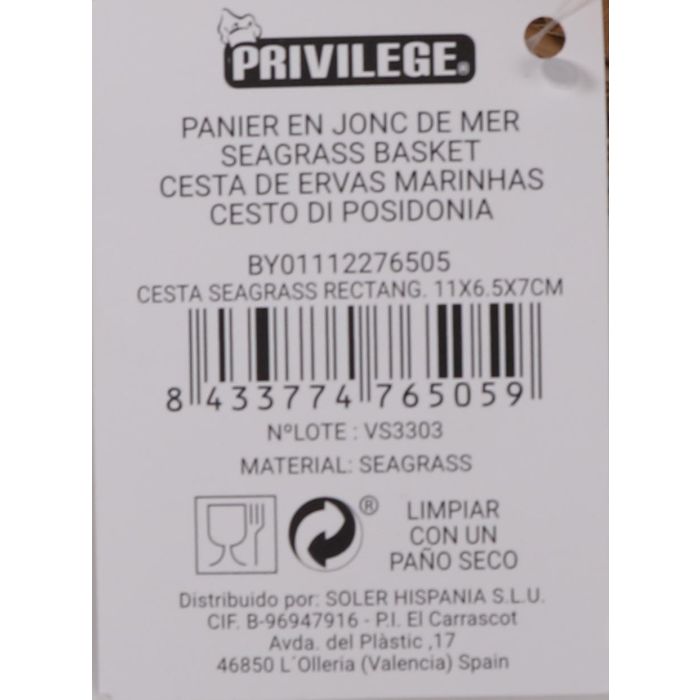 PRIVILEGE®
PANIER EN JONC DE MER
SEAGRASS BASKET
CESTA DE ERVAS MARINHAS
CESTO DI POSIDONIA
BY01112276505
CESTA SEAGRASS RECTANG. 11X6.5X7CM
8 433774 765059
NºLOTE : VS3303
MATERIAL: SEAGRASS
®
LIMPIAR
CON UN
PAÑO SECO
Distribuido por: SOLER HISPANIA S.L.U.
CIF. B-96947916 - P.I. El Carrascot
Avda. del Plàstic ,17
46850 L´Olleria (Valencia) Spain